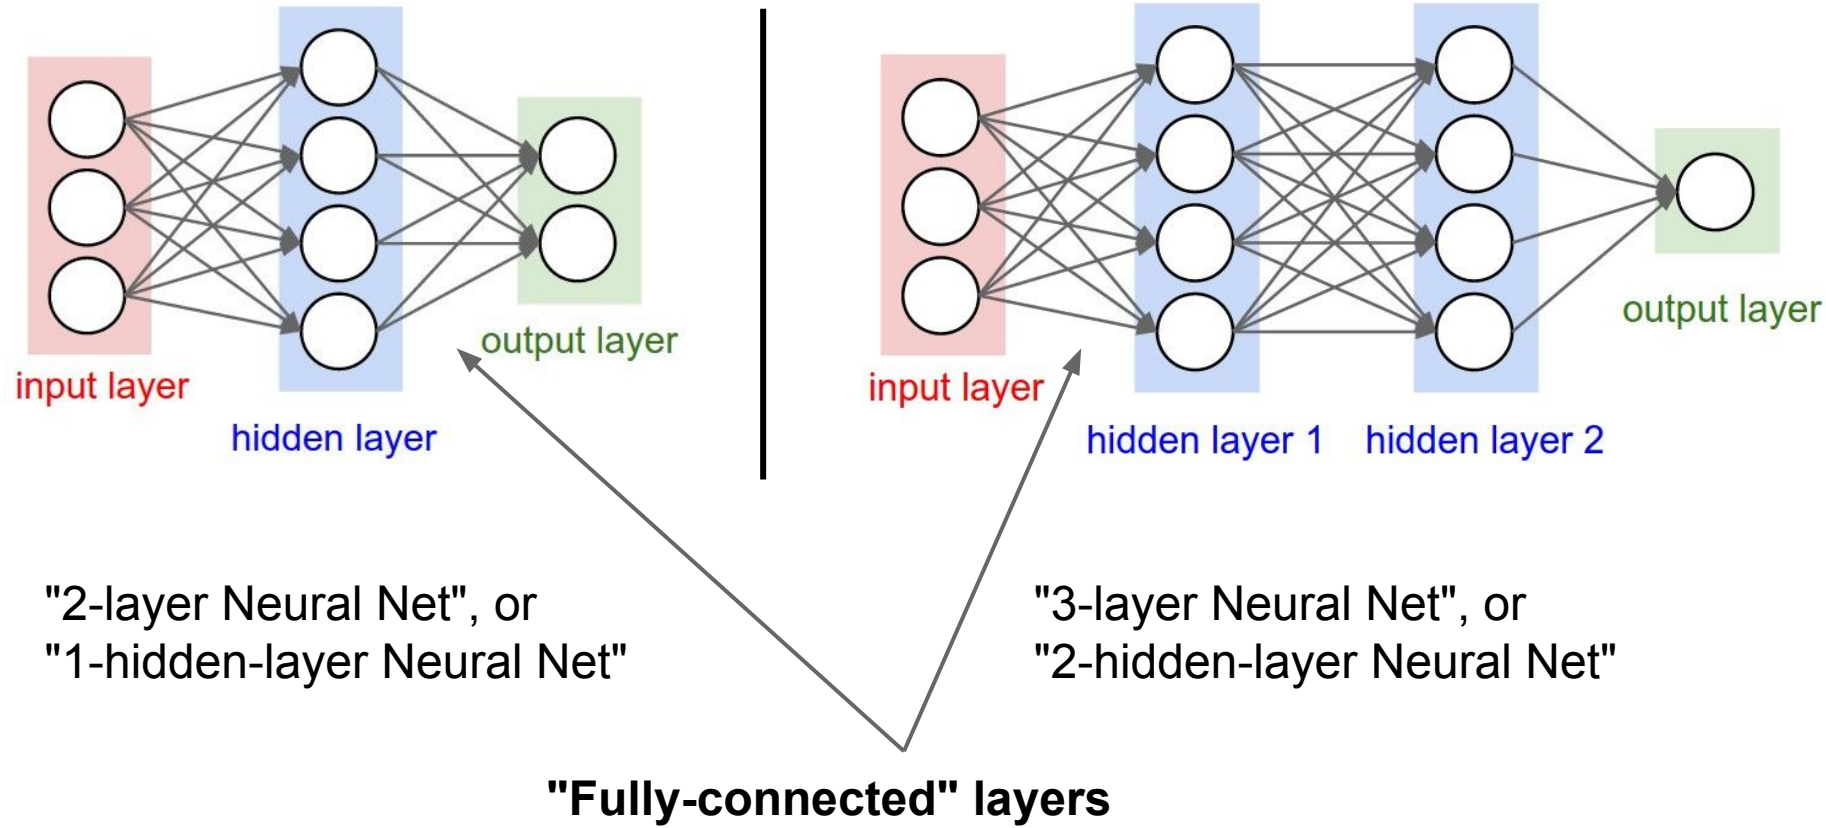 input layer
hidden layer
output layer
input layer
hidden layer 1
hidden layer 2
output layer
"2-layer Neural Net", or
"1-hidden-layer Neural Net"
"3-layer Neural Net", or
"2-hidden-layer Neural Net"
"Fully-connected" layers